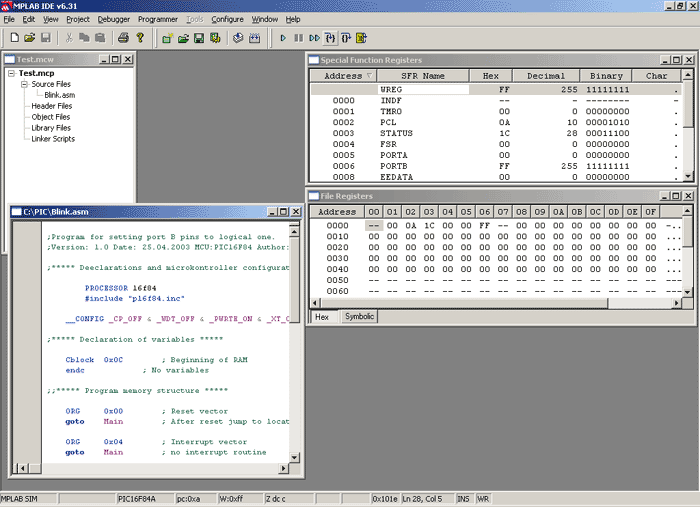 MPLAB IDE v6.31
File Edit View Project Debugger Programmer Tools Configure Window Help
Test.mcw
Test.mcp
Source Files
Blink.asm
Header Files
Object Files
Library Files
Linker Scripts
Special Function Registers
Address SFR Name Hex Decimal Binary Char
WREG FF 255 11111111 .
0000 INDF -- - -------- -
0001 TMR0 00 0 00000000 .
0002 PCL 0A 10 00001010 .
0003 STATUS 1C 28 00011100 .
0004 FSR 00 0 00000000 .
0005 PORTA 00 0 00000000 .
0006 PORTB FF 255 11111111 .
0008 EEDATA 00 0 00000000 .
File Registers
Address 00 01 02 03 04 05 06 07 08 09 0A 0B 0C 0D 0E 0F
0000 -- 00 0A 1C 00 00 FF -- 00 00 00 00 00 00 00 00 -...
0010 00 00 00 00 00 00 00 00 00 00 00 00 00 00 00 00 ....
0020 00 00 00 00 00 00 00 00 00 00 00 00 00 00 00 00 ....
0030 00 00 00 00 00 00 00 00 00 00 00 00 00 00 00 00 ....
0040 00 00 00 00 00 00 00 00 00 00 00 00 00 00 00 00 ....
0050 -- -- -- -- -- -- -- -- -- -- -- -- -- -- -- -- ----
0060 -- -- -- -- -- -- -- -- -- -- -- -- -- -- -- -- ----
Hex Symbolic
C:\PIC\Blink.asm
;Program for setting port B pins to logical one.
;Version: 1.0 Date: 25.04.2003 MCU:PIC16F84 Author:
;***** Deeclarations and microkontroller configurat
PROCESSOR 16f84
#include "p16f84.inc"
__CONFIG _CP_OFF & _WDT_OFF & _PWRTE_ON & _XT_O
;***** Declaration of variables *****
Cblock 0x0C ; Beginning of RAM
endc ; No variables
;;***** Program memory structure *****
ORG 0x00 ; Reset vector
goto Main ; After reset jump to locat
ORG 0x04 ; Interrupt vector
goto Main ; no interrupt routine
MPLAB SIM PIC16F84A pc:0xa W:0xff Z dc c 0x101e Ln 28, Col 5 INS WR